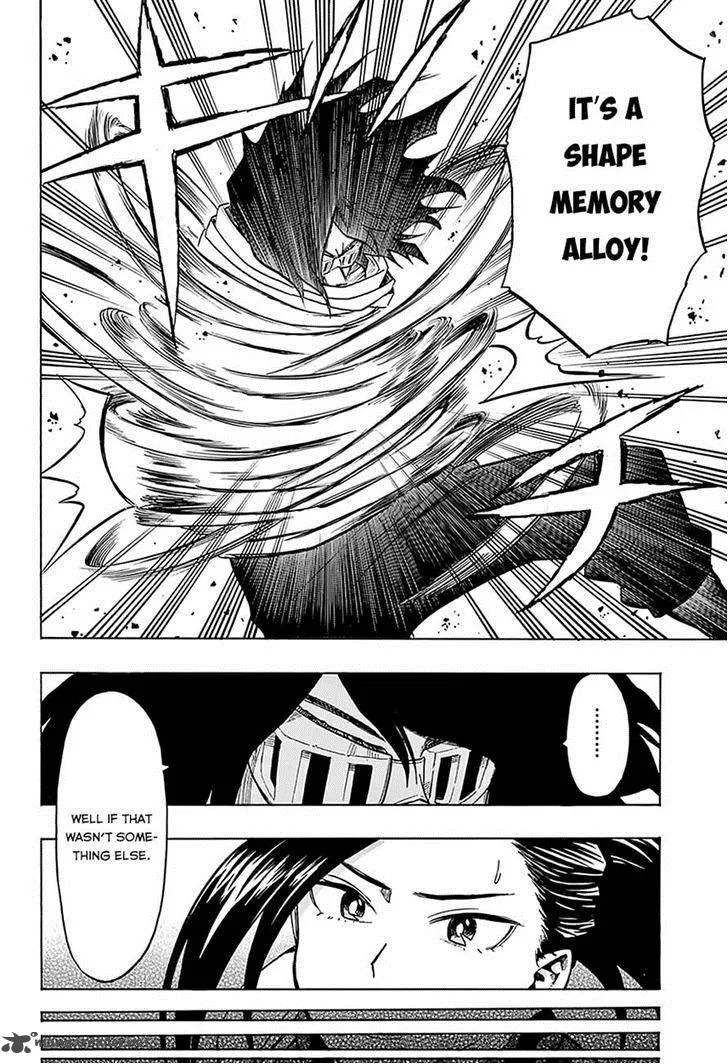 IT'S A
SHAPE
MEMORY
ALLOY!
.........
WELL IF THAT
WASN'T SOME-
THING ELSE.